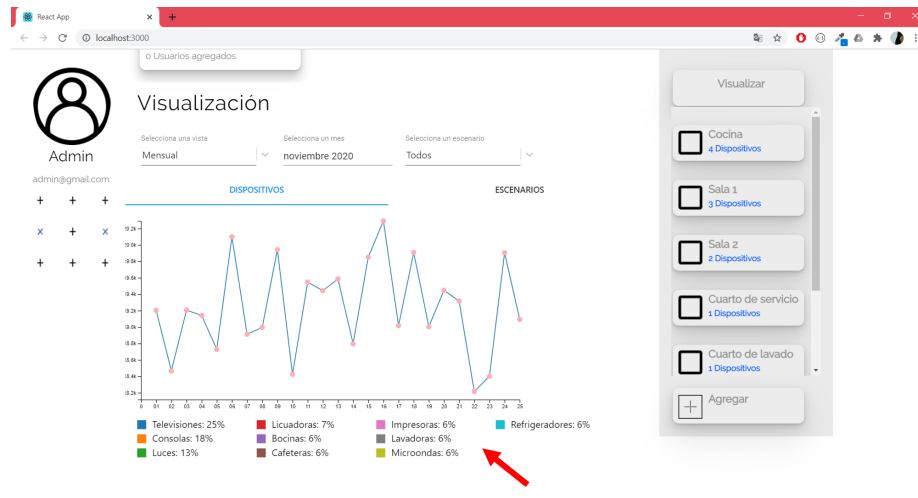 React App
localhost:3000
0 Usuarios agregados
Admin
admin@gmail.com
Visualización
Selecciona una vista
Mensual
Selecciona un mes
noviembre 2020
Selecciona un escenario
Todos
DISPOSITIVOS
ESCENARIOS
0 01 02 03 04 05 06 07 08 09 10 11 12 13 14 15 16 17 18 19 20 21 22 23 24 25
Televisiones: 25%
Consolas: 18%
Luces: 13%
Licuadoras: 7%
Bocinas: 6%
Cafeteras: 6%
Impresoras: 6%
Lavadoras: 6%
Microondas: 6%
Refrigeradores: 6%
Visualizar
Cocina
4 Dispositivos
Sala 1
3 Dispositivos
Sala 2
2 Dispositivos
Cuarto de servicio
1 Dispositivos
Cuarto de lavado
1 Dispositivos
Agregar